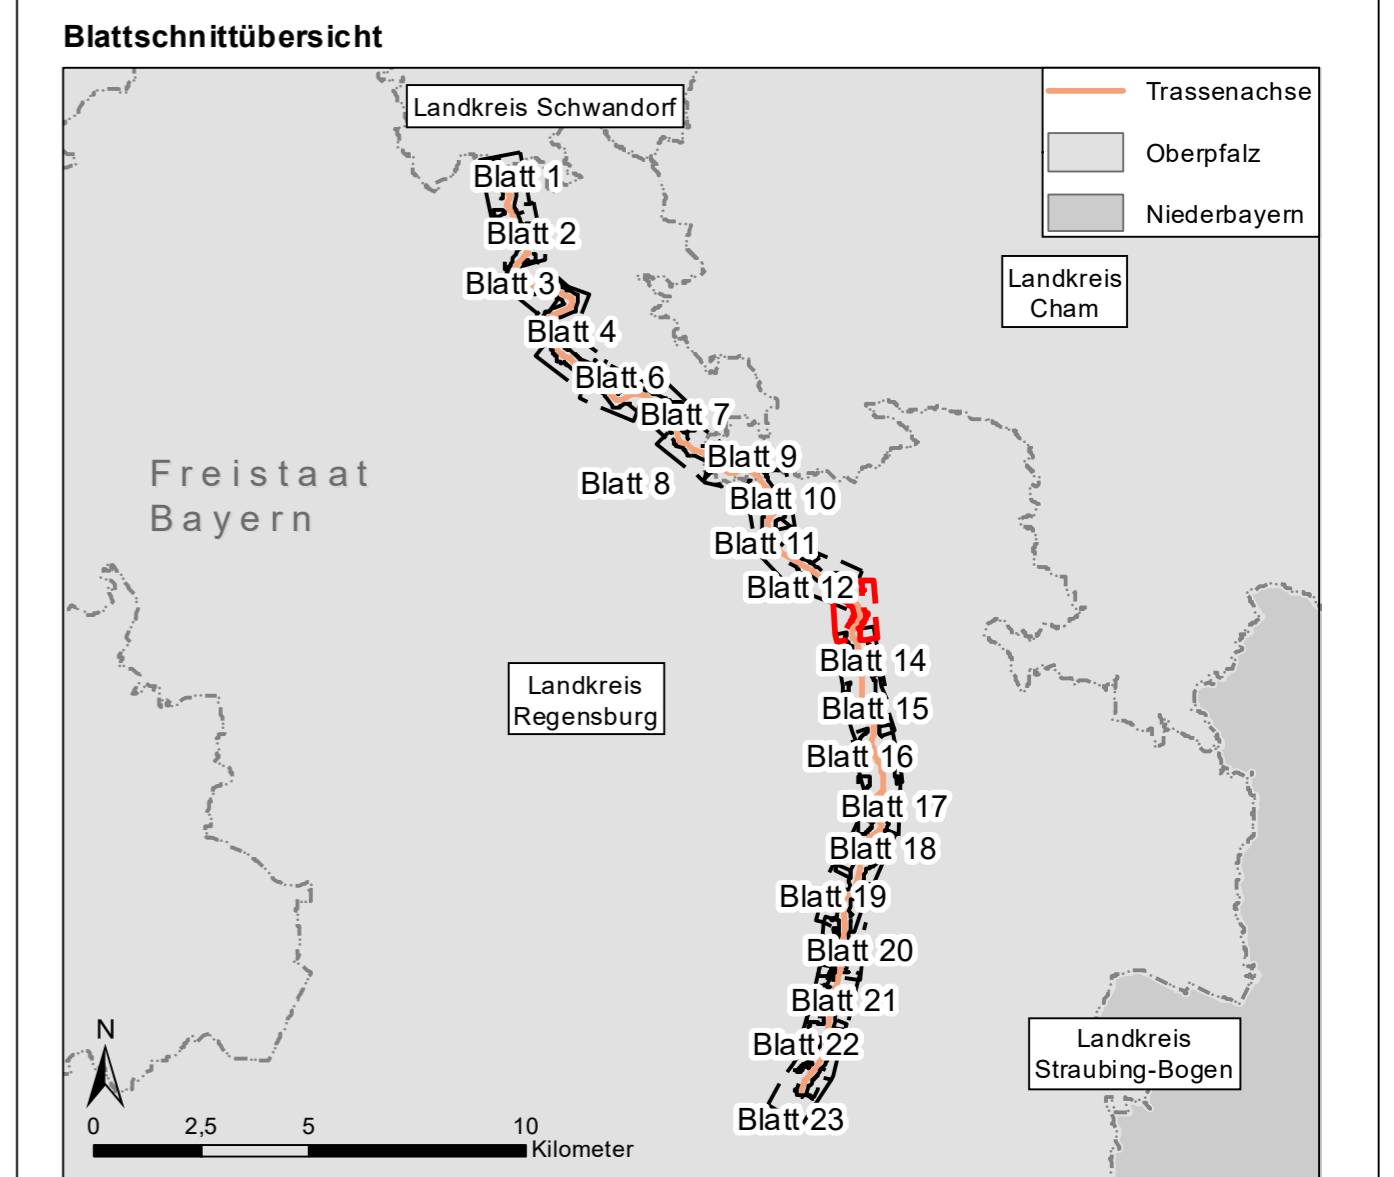 Blattschnittübersicht
Landkreis Schwandorf
Trassenachse
Oberpfalz
Niederbayern
Blatt 1
Blatt 2
Blatt 3
Landkreis
Cham
Blatt 4
Blatt 6
Blatt 7
Blatt 9
Freistaat
Bayern
Blatt 8
Blatt 10
Blatt 11
Blatt 12
Blatt 14
Landkreis
Regensburg
Blatt 15
Blatt 16
Blatt 17
Blatt 18
Blatt 19
Blatt 20
Blatt 21
Blatt 22
Landkreis
Straubing-Bogen
Blatt 23
N
0 2,5 5 10
Kilometer